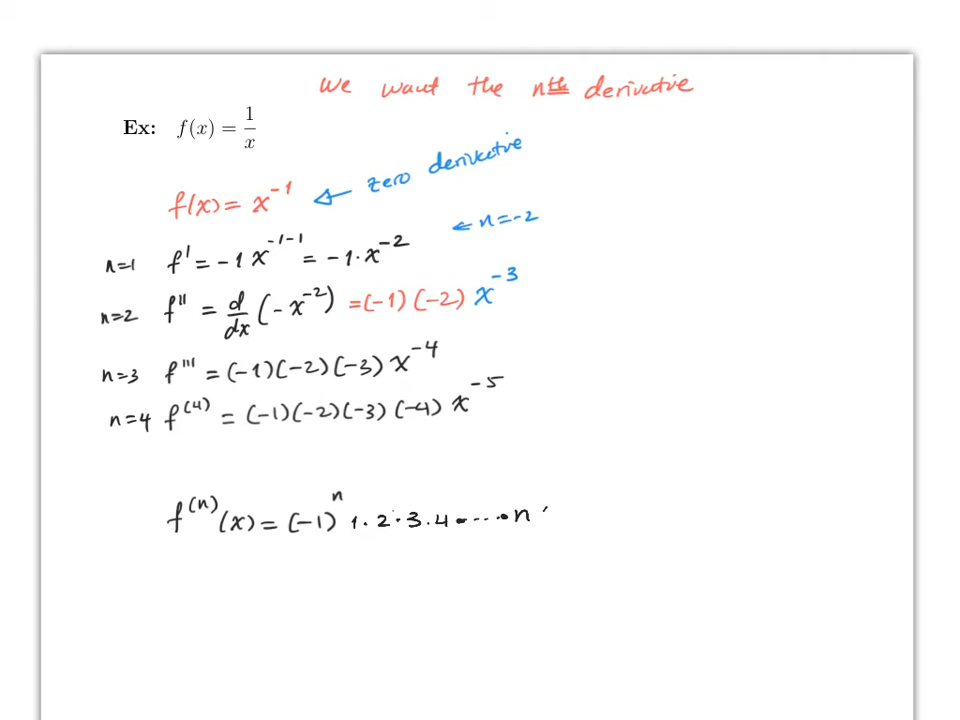 We want the nth derivative
Ex: f(x) = 1/x
f(x) = x^-1 ← zero derivative
← n=-2
n=1 f' = -1 x^-1-1 = -1·x^-2
n=2 f'' = d/dx (-x^-2) = (-1)(-2) x^-3
n=3 f''' = (-1)(-2)(-3) x^-4
n=4 f^(4) = (-1)(-2)(-3)(-4) x^-5
f^(n)(x) = (-1)^n 1·2·3·4·····n ·